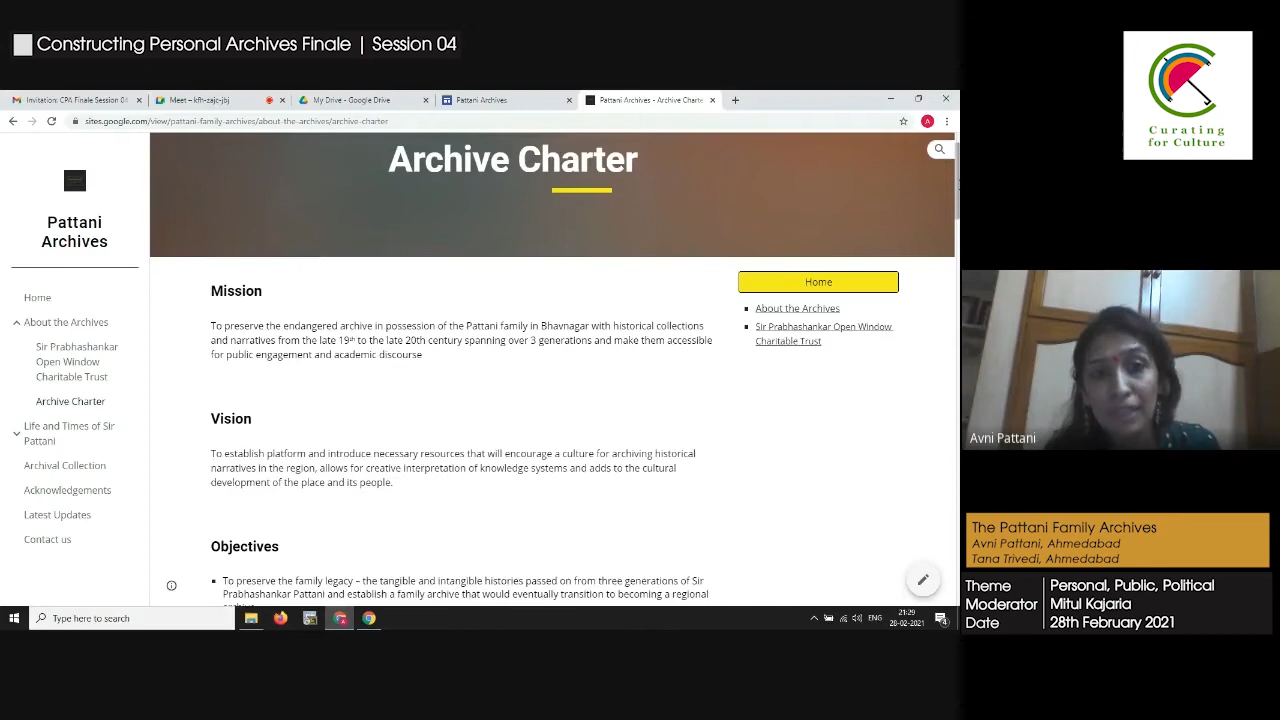 Constructing Personal Archives Finale | Session 04
Curating
for Culture
Invitation: CPA Finale Session 04
Meet – kfh-zajc-jbj
My Drive - Google Drive
Pattani Archives
Pattani Archives - Archive Charte
sites.google.com/view/pattani-family-archives/about-the-archives/archive-charter
A
Archive Charter
Pattani
Archives
Home
About the Archives
Sir Prabhashankar
Open Window
Charitable Trust
Archive Charter
Life and Times of Sir
Pattani
Archival Collection
Acknowledgements
Latest Updates
Contact us
Mission
To preserve the endangered archive in possession of the Pattani family in Bhavnagar with historical collections
and narratives from the late 19th to the late 20th century spanning over 3 generations and make them accessible
for public engagement and academic discourse
Vision
To establish platform and introduce necessary resources that will encourage a culture for archiving historical
narratives in the region, allows for creative interpretation of knowledge systems and adds to the cultural
development of the place and its people.
Objectives
To preserve the family legacy – the tangible and intangible histories passed on from three generations of Sir
Prabhashankar Pattani and establish a family archive that would eventually transition to becoming a regional
Home
About the Archives
Sir Prabhashankar Open Window
Charitable Trust
Avni Pattani
The Pattani Family Archives
Avni Pattani, Ahmedabad
Tana Trivedi, Ahmedabad
Theme Personal, Public, Political
Moderator Mitul Kajaria
Date 28th February 2021
Type here to search
ENG
21:29
28-02-2021
4